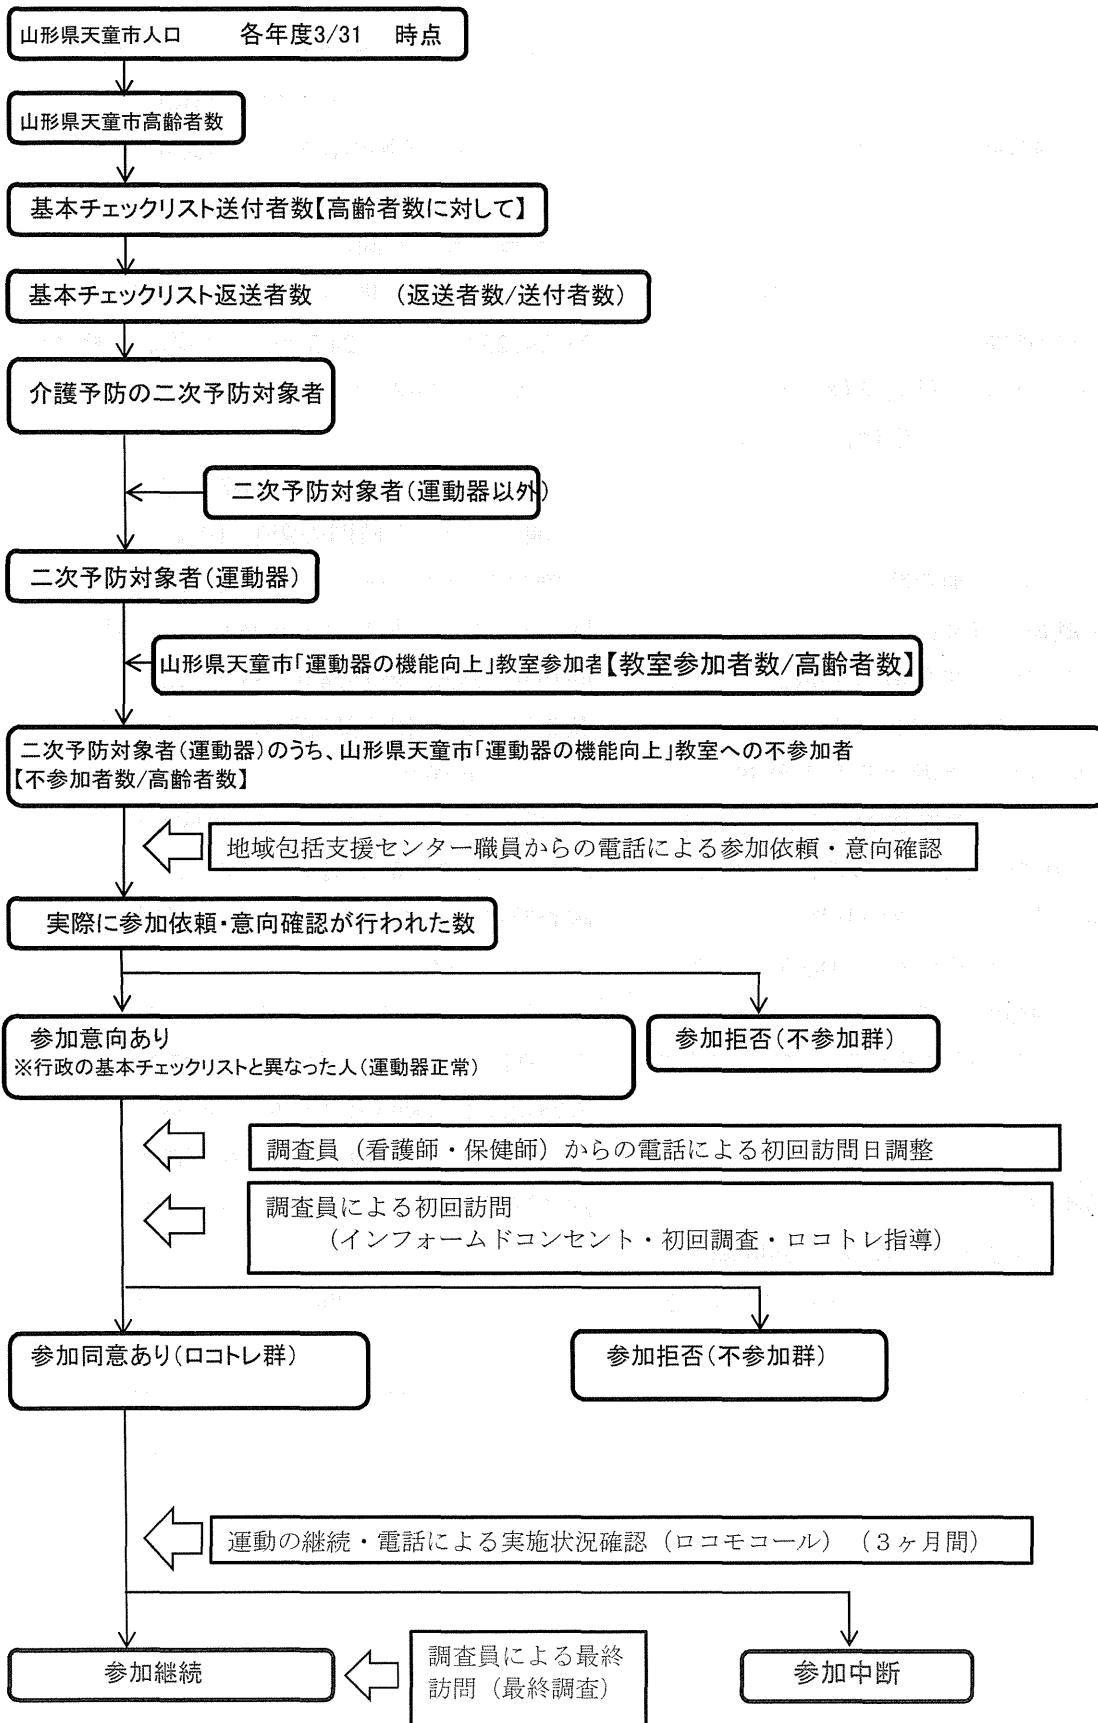 山形県天童市人口　各年度3/31　時点
山形県天童市高齢者数
基本チェックリスト送付者数【高齢者数に対して】
基本チェックリスト返送者数　（返送者数/送付者数）
介護予防の二次予防対象者
二次予防対象者（運動器以外）
二次予防対象者（運動器）
山形県天童市「運動器の機能向上」教室参加者【教室参加者数/高齢者数】
二次予防対象者（運動器）のうち、山形県天童市「運動器の機能向上」教室への不参加者
【不参加者数/高齢者数】
地域包括支援センター職員からの電話による参加依頼・意向確認
実際に参加依頼・意向確認が行われた数
参加意向あり
※行政の基本チェックリストと異なった人（運動器正常）
参加拒否（不参加群）
調査員（看護師・保健師）からの電話による初回訪問日調整
調査員による初回訪問
（インフォームドコンセント・初回調査・ロコトレ指導）
参加同意あり（ロコトレ群）
参加拒否（不参加群）
運動の継続・電話による実施状況確認（ロコモコール）（３ヶ月間）
参加継続
調査員による最終
訪問（最終調査）
参加中断